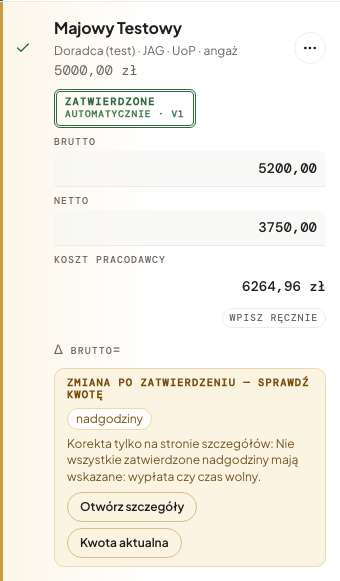 Majowy Testowy
Doradca (test) · JAG · UoP · angaż
5000,00 zł
ZATWIERDZONE
AUTOMATYCZNIE · V1
BRUTTO
5200,00
NETTO
3750,00
KOSZT PRACODAWCY
6264,96 zł
WPISZ RĘCZNIE
Δ BRUTTO=
ZMIANA PO ZATWIERDZENIU — SPRAWDŹ
KWOTĘ
nadgodziny
Korekta tylko na stronie szczegółów: Nie
wszystkie zatwierdzone nadgodziny mają
wskazane: wypłata czy czas wolny.
Otwórz szczegóły
Kwota aktualna